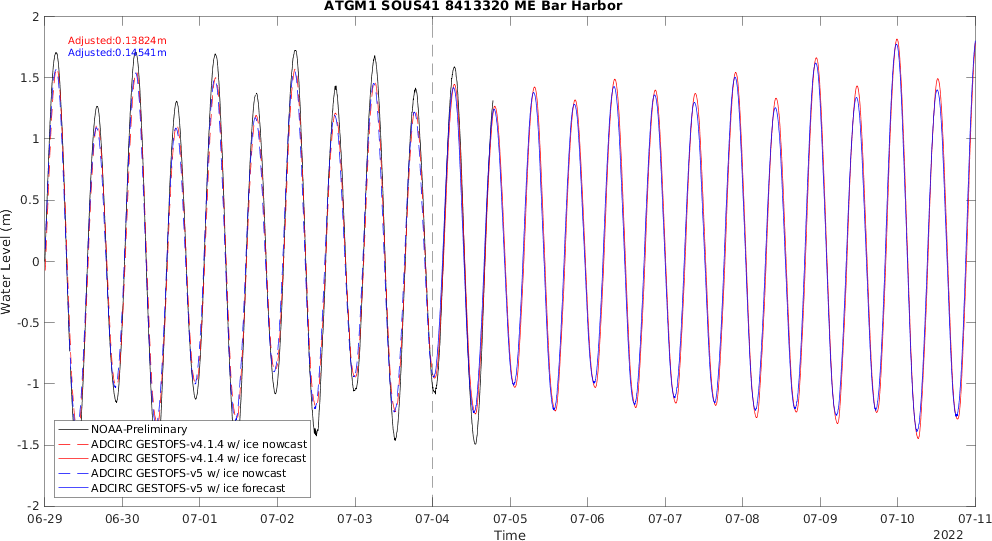 ATGM1 SOUS41 8413320 ME Bar Harbor
Adjusted:0.13824m
Adjusted:0.14541m
2
1.5
1
0.5
0
-0.5
-1
-1.5
-2
Water Level (m)
NOAA-Preliminary
ADCIRC GESTOFS-v4.1.4 w/ ice nowcast
ADCIRC GESTOFS-v4.1.4 w/ ice forecast
ADCIRC GESTOFS-v5 w/ ice nowcast
ADCIRC GESTOFS-v5 w/ ice forecast
06-29 06-30 07-01 07-02 07-03 07-04 07-05 07-06 07-07 07-08 07-09 07-10 07-11
Time
2022